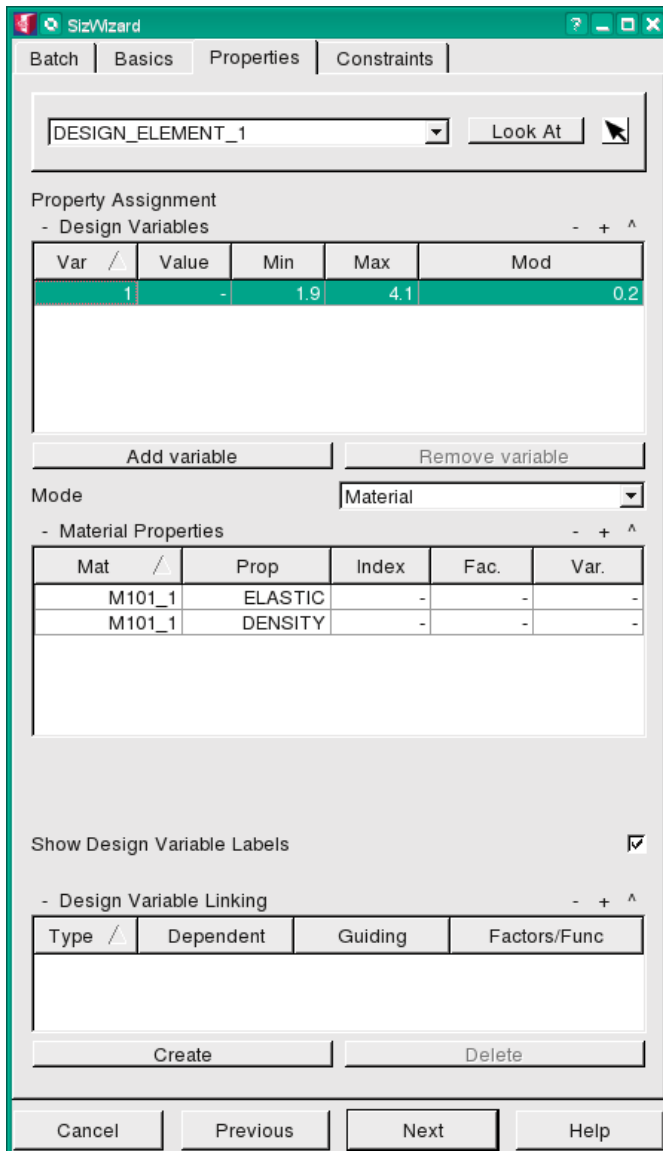 SizWizard ? _ X
Batch Basics Properties Constraints
DESIGN_ELEMENT_1 Look At
Property Assignment
- Design Variables - + ^
Var Value Min Max Mod
1 - 1.9 4.1 0.2
Add variable Remove variable
Mode Material
- Material Properties - + ^
Mat Prop Index Fac. Var.
M101_1 ELASTIC - - -
M101_1 DENSITY - - -
Show Design Variable Labels
- Design Variable Linking - + ^
Type Dependent Guiding Factors/Func
Create Delete
Cancel Previous Next Help